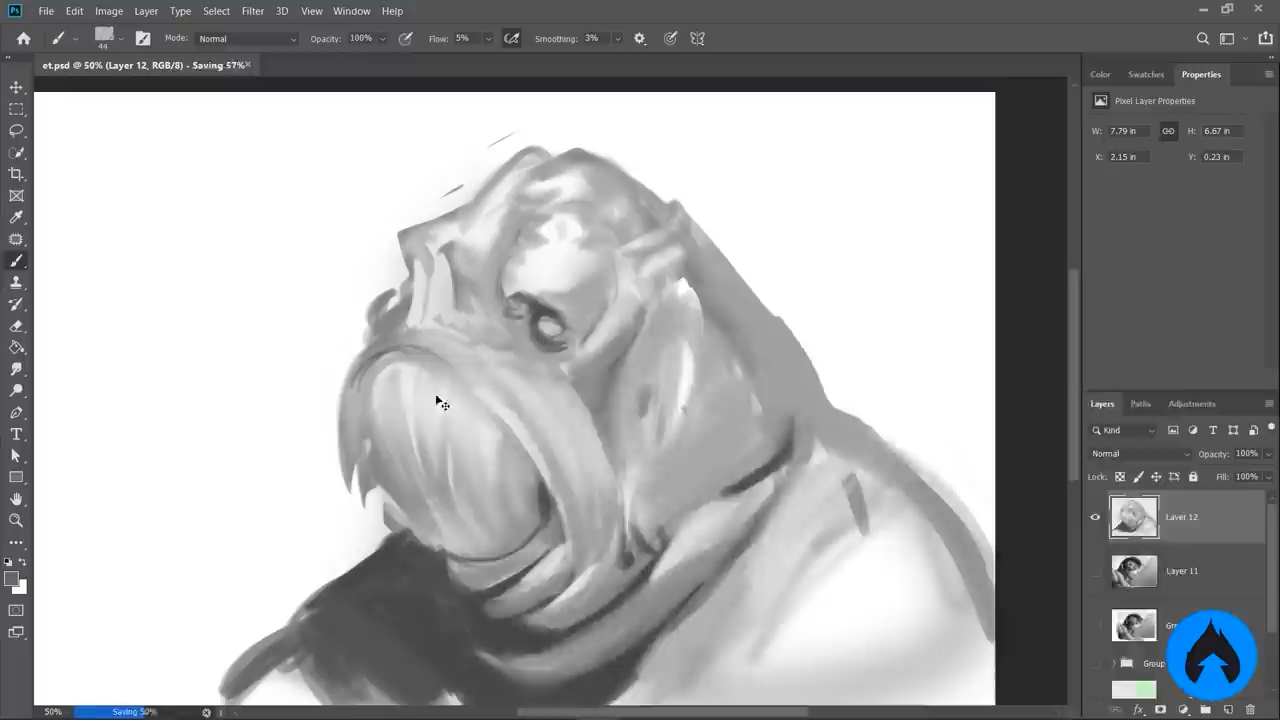 Ps File Edit Image Layer Type Select Filter 3D View Window Help
44 Mode: Normal Opacity: 100% Flow: 5% Smoothing: 3%
et.psd @ 50% (Layer 12, RGB/8) - Saving 57%
Color Swatches Properties
Pixel Layer Properties
W: 7.79 in H: 6.67 in
X: 2.15 in Y: 0.23 in
Layers Paths Adjustments
Kind
Normal Opacity: 100%
Lock: Fill: 100%
Layer 12
Layer 11
Group
50% Saving